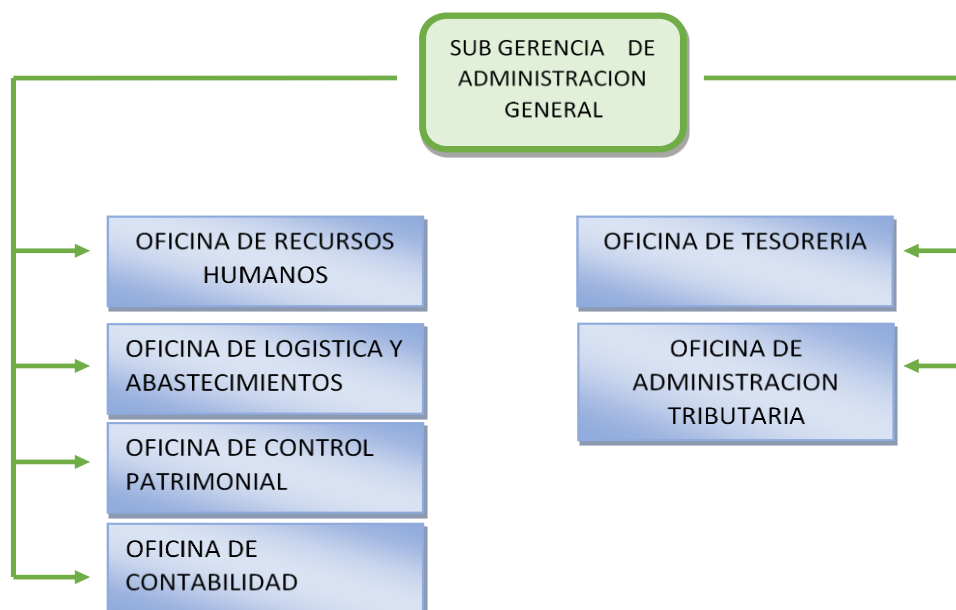 SUB GERENCIA DE
ADMINISTRACION
GENERAL
OFICINA DE RECURSOS
HUMANOS
OFICINA DE LOGISTICA Y
ABASTECIMIENTOS
OFICINA DE CONTROL
PATRIMONIAL
OFICINA DE
CONTABILIDAD
OFICINA DE TESORERIA
OFICINA DE
ADMINISTRACION
TRIBUTARIA